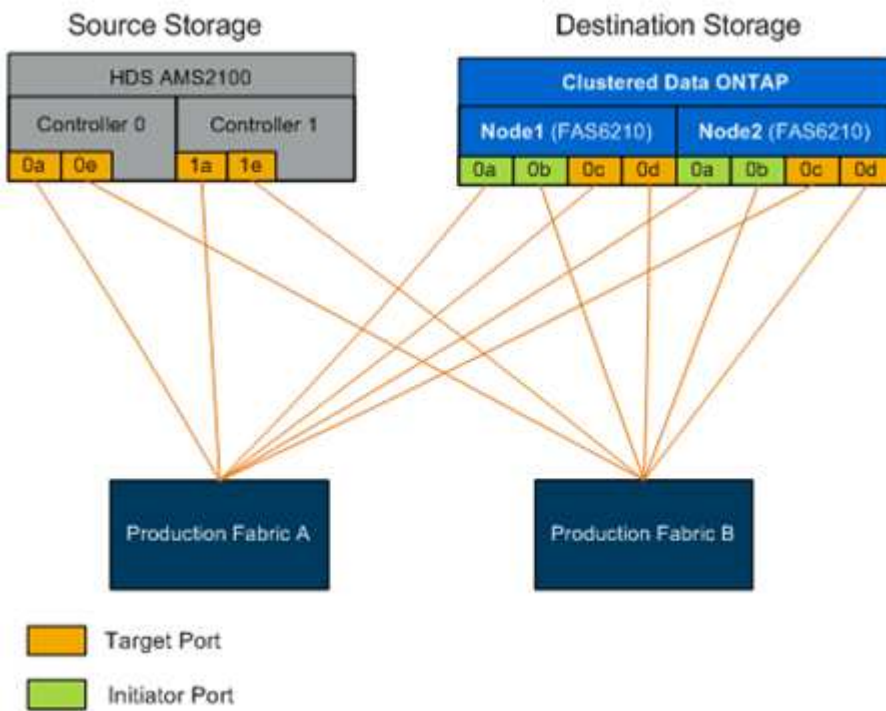 Source Storage
Destination Storage
HDS AMS2100
Clustered Data ONTAP
Controller 0
Controller 1
Node1 (FAS6210)
Node2 (FAS6210)
0a 0e 1a 1e
0a 0b 0c 0d 0a 0b 0c 0d
Production Fabric A
Production Fabric B
Target Port
Initiator Port